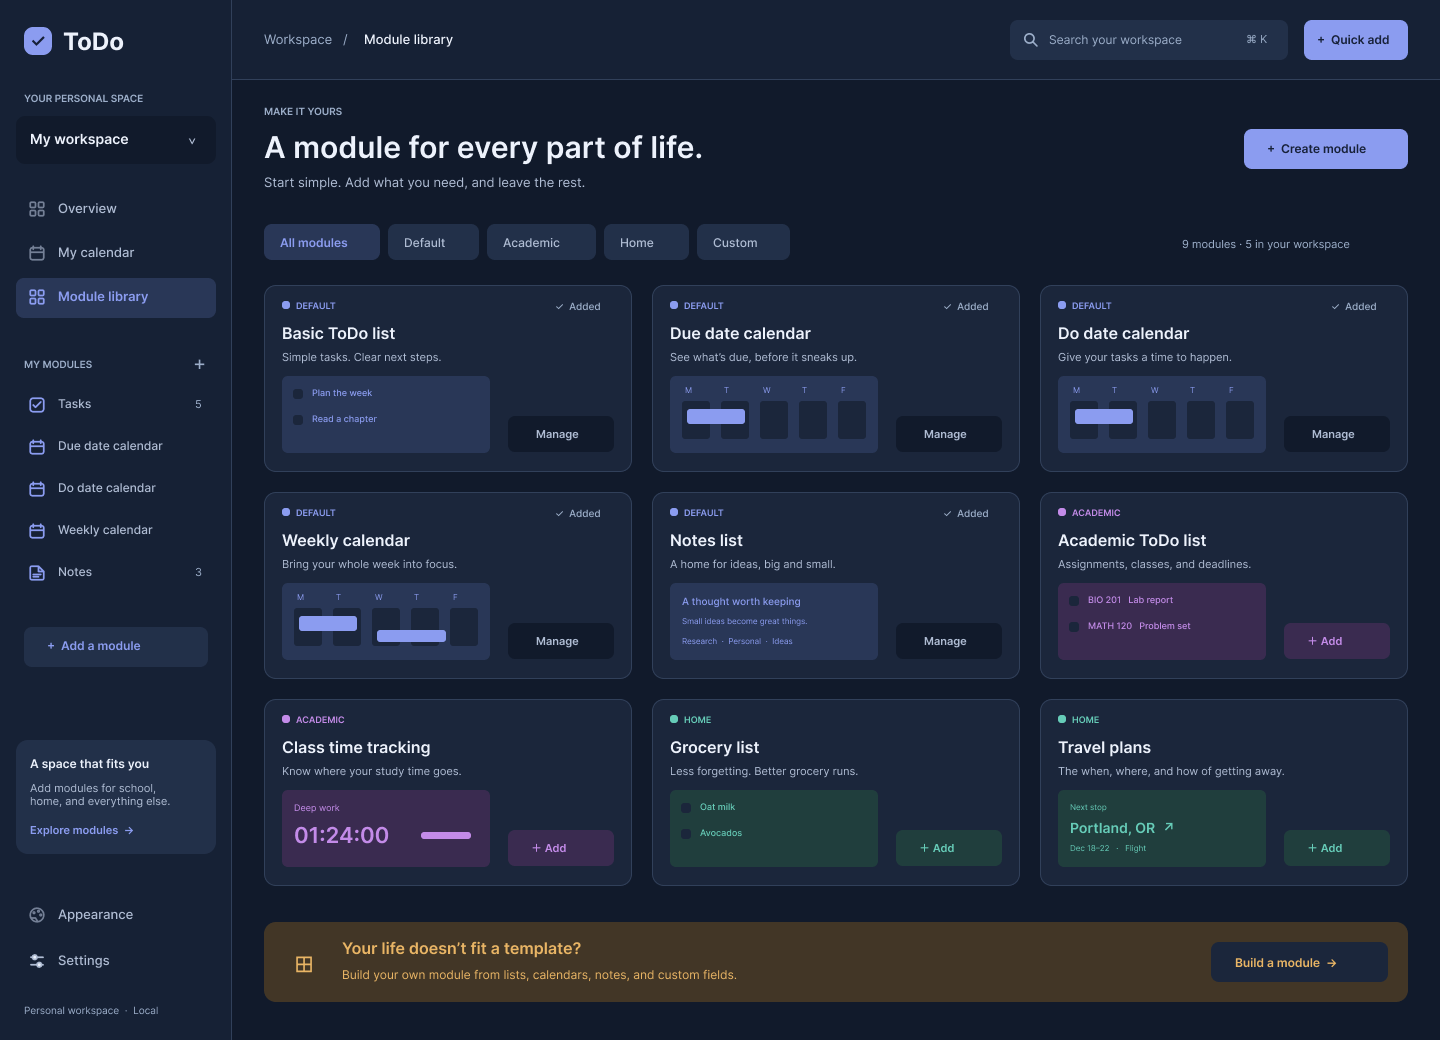 ToDo
YOUR PERSONAL SPACE
My workspace
Overview
My calendar
Module library
MY MODULES +
Tasks 5
Due date calendar
Do date calendar
Weekly calendar
Notes 3
+ Add a module
A space that fits you
Add modules for school,
home, and everything else.
Explore modules →
Appearance
Settings
Personal workspace · Local
Workspace / Module library
Search your workspace ⌘ K
+ Quick add
MAKE IT YOURS
A module for every part of life.
Start simple. Add what you need, and leave the rest.
+ Create module
All modules
Default
Academic
Home
Custom
9 modules · 5 in your workspace
DEFAULT
✓ Added
Basic ToDo list
Simple tasks. Clear next steps.
Plan the week
Read a chapter
Manage
DEFAULT
✓ Added
Due date calendar
See what’s due, before it sneaks up.
M T W T F
Manage
DEFAULT
✓ Added
Do date calendar
Give your tasks a time to happen.
M T W T F
Manage
DEFAULT
✓ Added
Weekly calendar
Bring your whole week into focus.
M T W T F
Manage
DEFAULT
✓ Added
Notes list
A home for ideas, big and small.
A thought worth keeping
Small ideas become great things.
Research · Personal · Ideas
Manage
ACADEMIC
Academic ToDo list
Assignments, classes, and deadlines.
BIO 201 Lab report
MATH 120 Problem set
+ Add
ACADEMIC
Class time tracking
Know where your study time goes.
Deep work
01:24:00
+ Add
HOME
Grocery list
Less forgetting. Better grocery runs.
Oat milk
Avocados
+ Add
HOME
Travel plans
The when, where, and how of getting away.
Next stop
Portland, OR ↗
Dec 18–22 · Flight
+ Add
Your life doesn’t fit a template?
Build your own module from lists, calendars, notes, and custom fields.
Build a module →